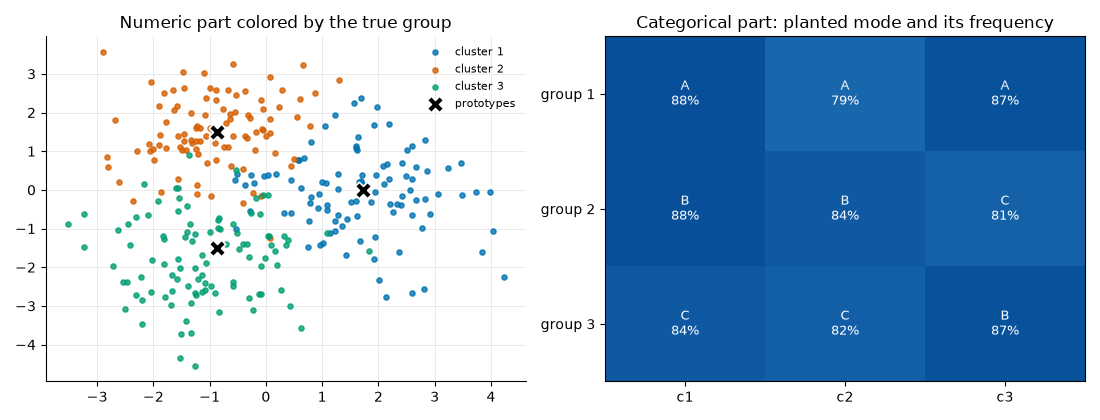 Numeric part colored by the true group
cluster 1
cluster 2
cluster 3
prototypes
3
2
1
0
−1
−2
−3
−4
−3
−2
−1
0
1
2
3
4
Categorical part: planted mode and its frequency
group 1
A
88%
A
79%
A
87%
group 2
B
88%
B
84%
C
81%
group 3
C
84%
C
82%
B
87%
c1
c2
c3